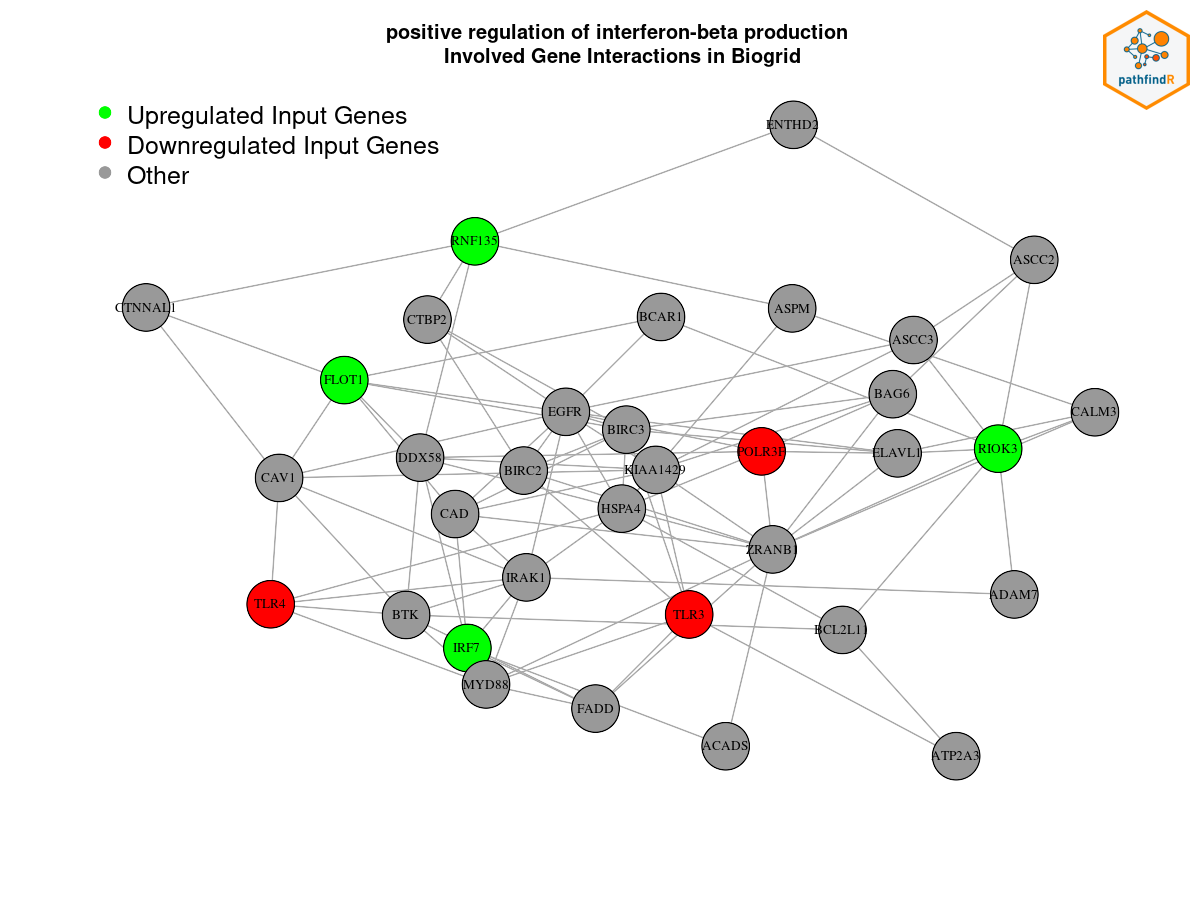 positive regulation of interferon-beta production
Involved Gene Interactions in Biogrid
pathfindR
Upregulated Input Genes
Downregulated Input Genes
Other
ENTHD2
RNF135
ASCC2
CTNNAL1
CTBP2
BCAR1
ASPM
ASCC3
FLOT1
BAG6
EGFR
CALM3
BIRC3
DDX58
POLR3F
ELAVL1
RIOK3
CAV1
BIRC2
KIAA1429
CAD
HSPA4
ZRANB1
IRAK1
TLR4
BTK
TLR3
ADAM7
BCL2L11
IRF7
MYD88
FADD
ACADS
ATP2A3